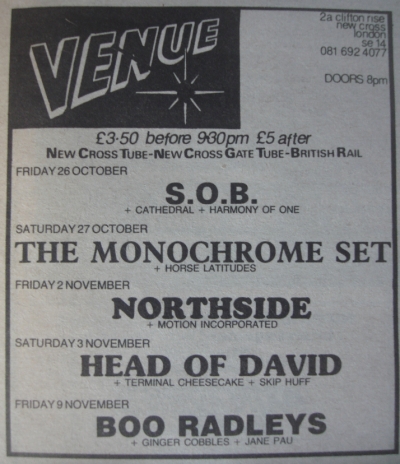 VENUE
2a clifton rise
new cross
london
se 14
081 692 4077
DOORS 8pm
£3·50 before 9·30pm £5 after
NEW CROSS TUBE-NEW CROSS GATE TUBE-BRITISH RAIL
FRIDAY 26 OCTOBER
S.O.B.
+ CATHEDRAL + HARMONY OF ONE
SATURDAY 27 OCTOBER
THE MONOCHROME SET
+ HORSE LATITUDES
FRIDAY 2 NOVEMBER
NORTHSIDE
+ MOTION INCORPORATED
SATURDAY 3 NOVEMBER
HEAD OF DAVID
+ TERMINAL CHEESECAKE + SKIP HUFF
FRIDAY 9 NOVEMBER
BOO RADLEYS
+ GINGER COBBLES + JANE PAU